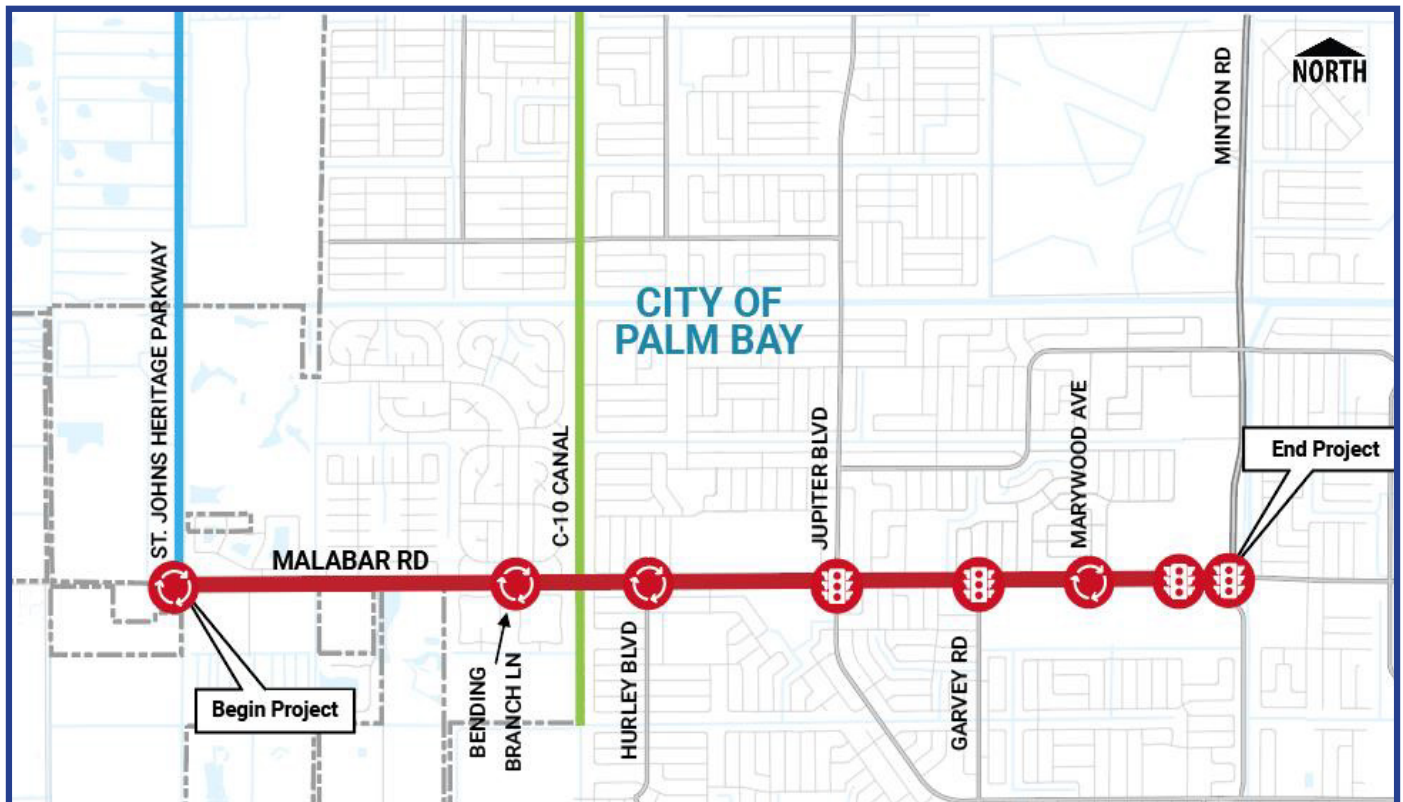 NORTH
MINTON RD
ST. JOHNS HERITAGE PARKWAY
CITY OF
PALM BAY
C-10 CANAL
JUPITER BLVD
MARYWOOD AVE
End Project
MALABAR RD
Begin Project
BENDING
BRANCH LN
HURLEY BLVD
GARVEY RD